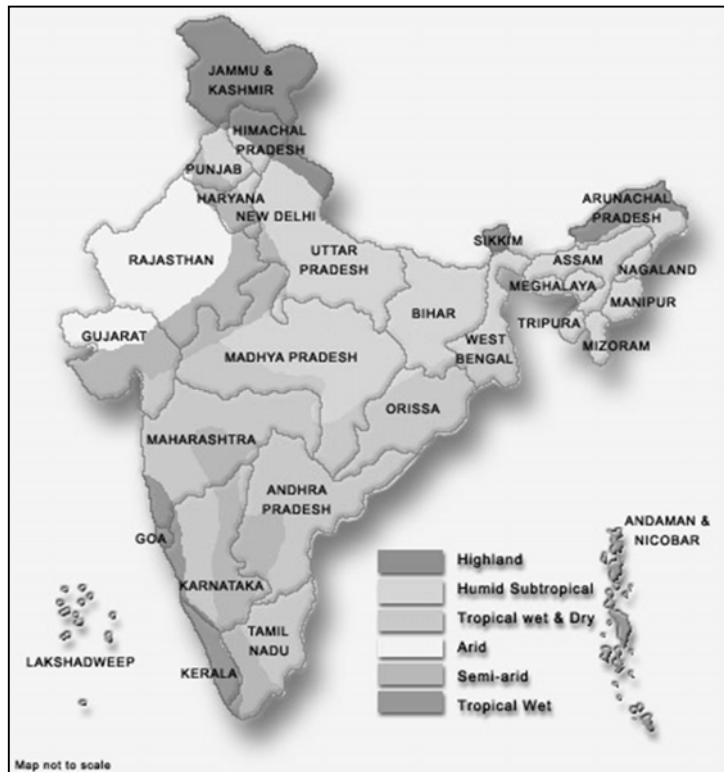 JAMMU &
KASHMIR
HIMACHAL
PRADESH
PUNJAB
HARYANA
NEW DELHI
RAJASTHAN
UTTAR
PRADESH
SIKKIM
ARUNACHAL
PRADESH
ASSAM
NAGALAND
MEGHALAYA
MANIPUR
TRIPURA
MIZORAM
BIHAR
WEST
BENGAL
GUJARAT
MADHYA PRADESH
ORISSA
MAHARASHTRA
ANDHRA
PRADESH
GOA
KARNATAKA
TAMIL
NADU
KERALA
LAKSHADWEEP
ANDAMAN &
NICOBAR
Highland
Humid Subtropical
Tropical wet & Dry
Arid
Semi-arid
Tropical Wet
Map not to scale